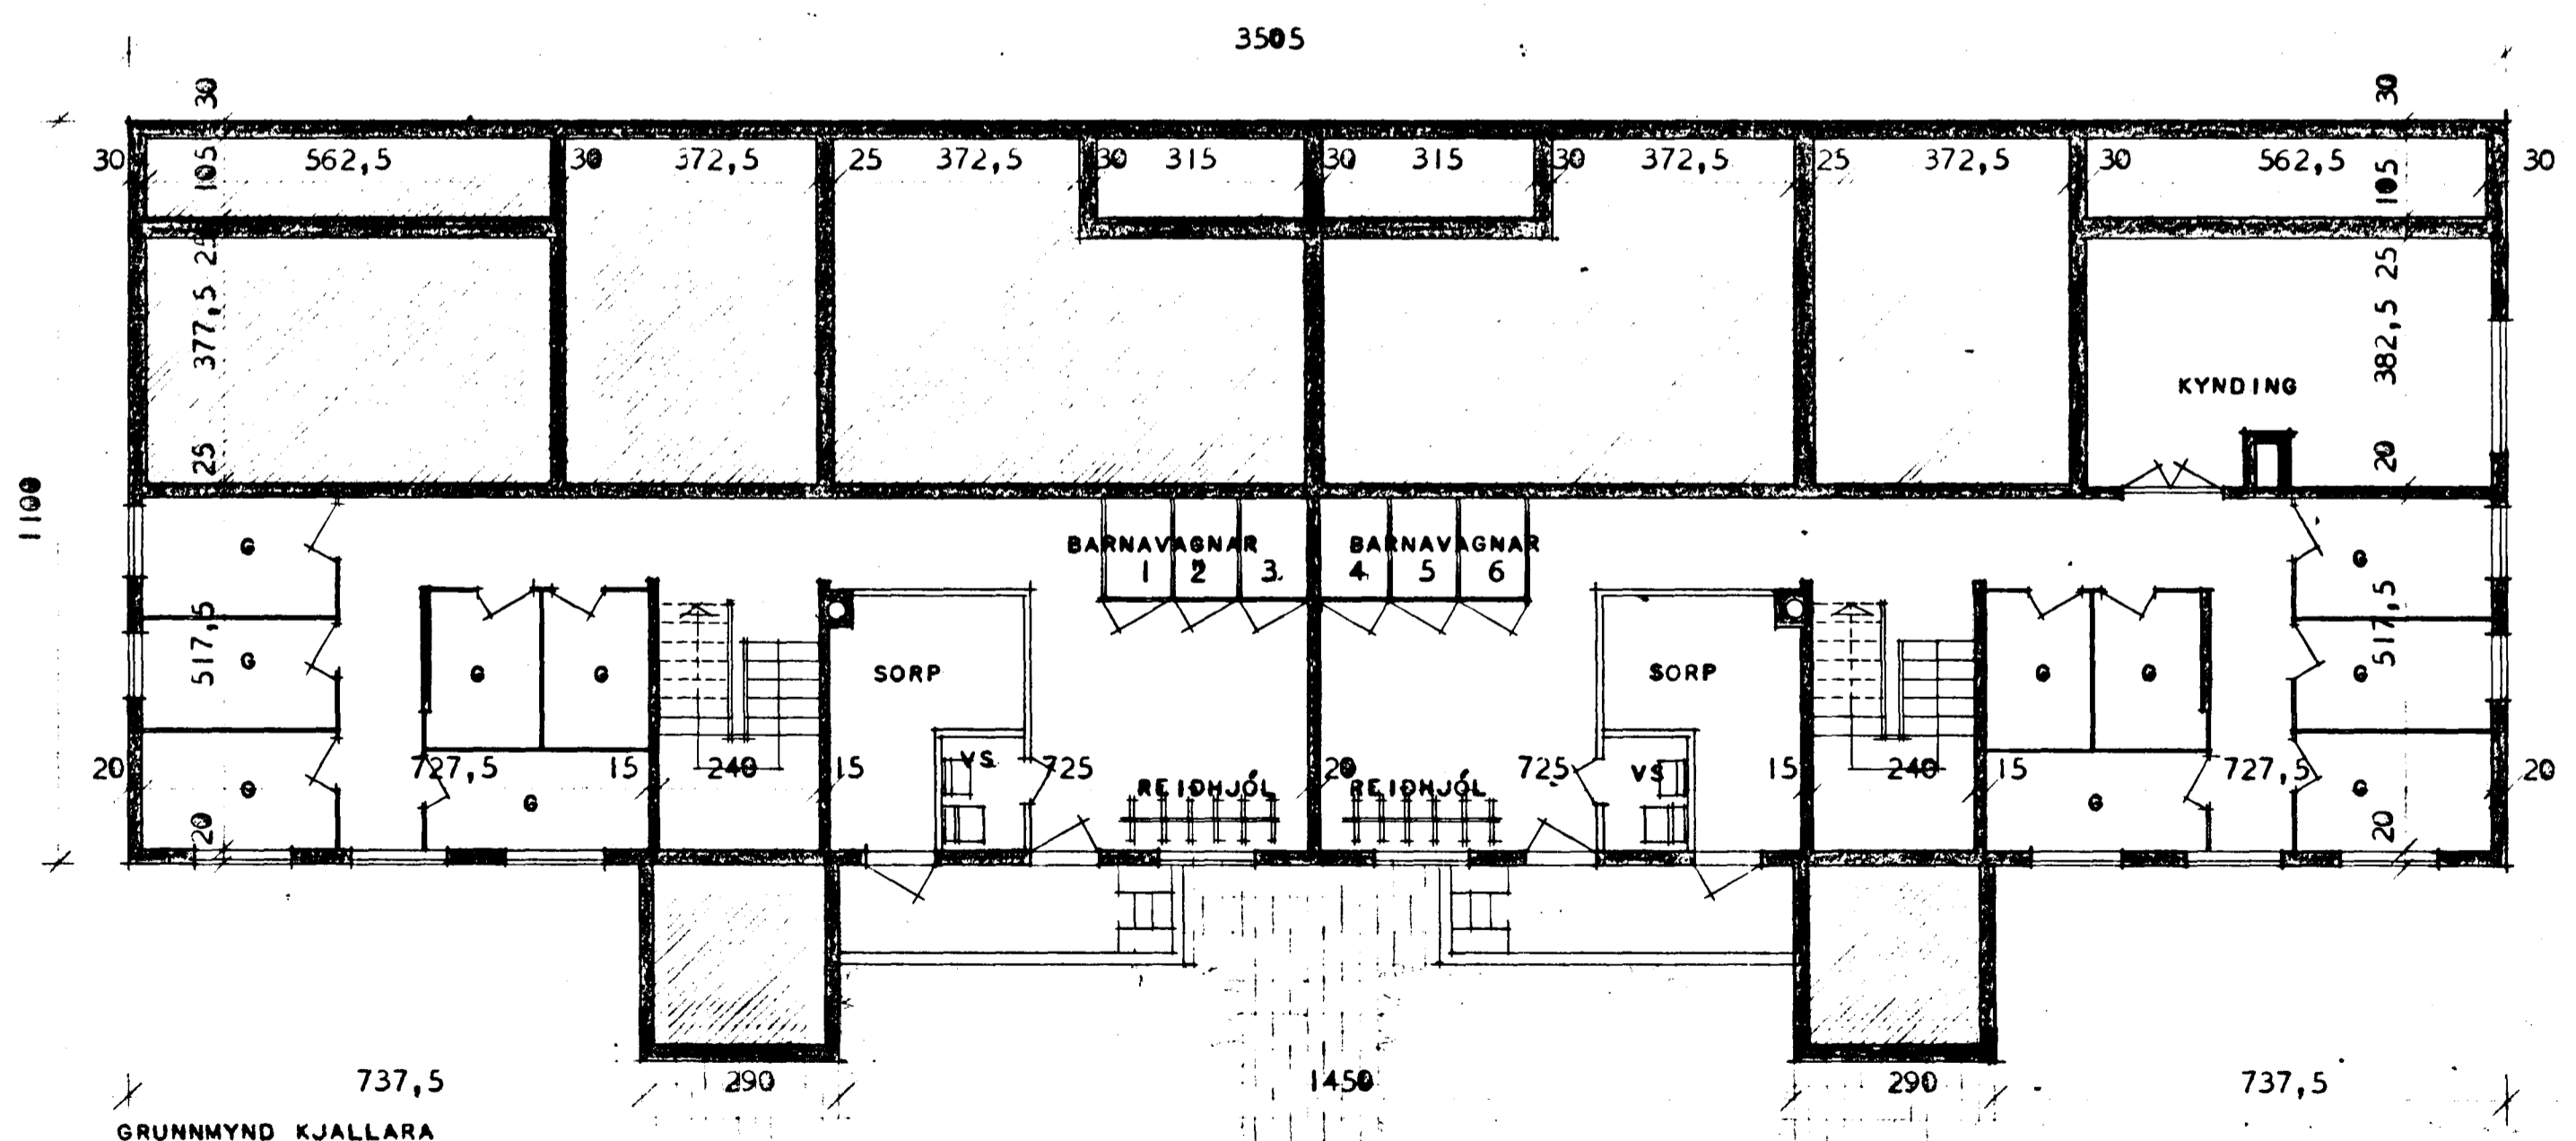 3505
30 30
30 562,5 30 372,5 25 372,5 30 315 30 315 30 372,5 25 372,5 30 562,5 30
105 105
25 25
377,5 382,5
KYNDING
25 20
1100
G BARNAVAGNAR BARNAVAGNAR G
1 2 3. 4 5 6
517,5 517,5
G G G SORP SORP G G G
20 727,5 15 240 15 VS 725 20 725 VS 15 240 15 727,5 20
G G REIÐHJÓL REIÐHJÓL G G
20 20
737,5 290 1450 290 737,5
GRUNNMYND KJALLARA